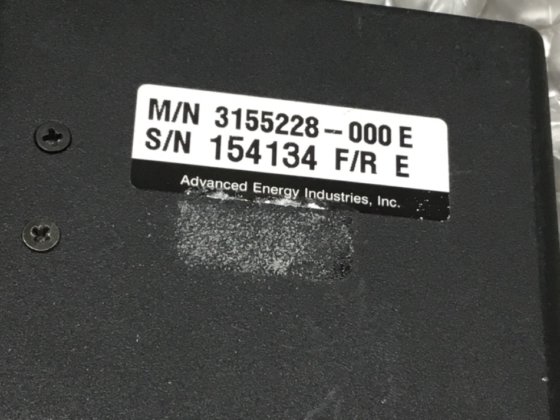 M/N 3155228-000 E
S/N 154134 F/R E
Advanced Energy Industries, Inc.